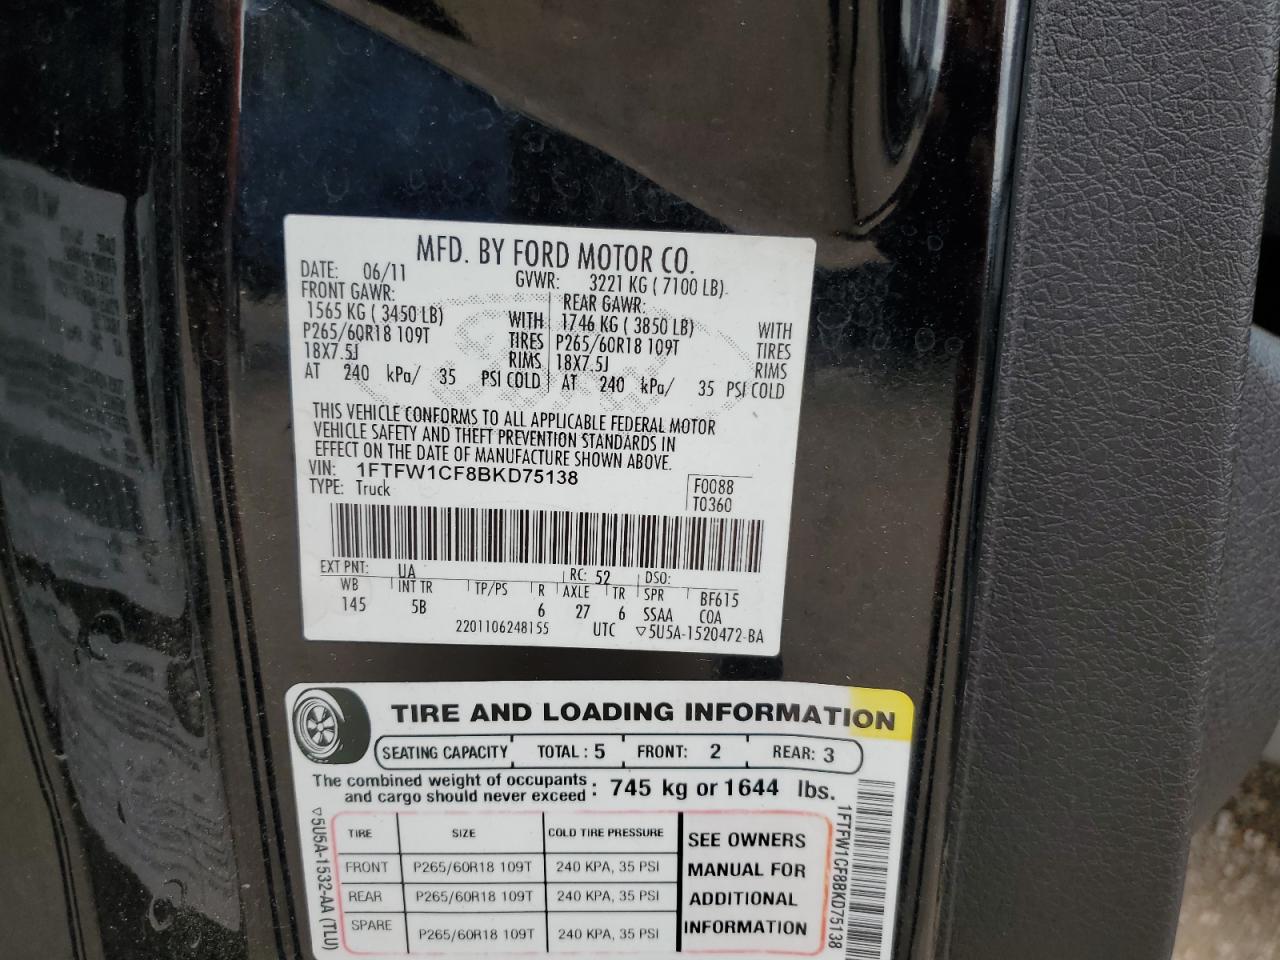 MFD. BY FORD MOTOR CO.
DATE: 06/11 GVWR: 3221 KG ( 7100 LB)
FRONT GAWR: REAR GAWR:
1565 KG ( 3450 LB) WITH 1746 KG ( 3850 LB) WITH
P265/60R18 109T TIRES P265/60R18 109T TIRES
18X7.5J RIMS 18X7.5J RIMS
AT 240 kPa/ 35 PSI COLD AT 240 kPa/ 35 PSI COLD
THIS VEHICLE CONFORMS TO ALL APPLICABLE FEDERAL MOTOR
VEHICLE SAFETY AND THEFT PREVENTION STANDARDS IN
EFFECT ON THE DATE OF MANUFACTURE SHOWN ABOVE.
VIN: 1FTFW1CF8BKD75138
TYPE: Truck
F0088
T0360
EXT PNT: UA RC: 52 DSO:
WB INT TR TP/PS R AXLE TR SPR BF615
145 5B 6 27 6 SSAA COA
2201106248155 UTC ▽5U5A-1520472-BA
TIRE AND LOADING INFORMATION
SEATING CAPACITY TOTAL : 5 FRONT: 2 REAR: 3
The combined weight of occupants
and cargo should never exceed : 745 kg or 1644 lbs.
TIRE SIZE COLD TIRE PRESSURE
FRONT P265/60R18 109T 240 KPA, 35 PSI
REAR P265/60R18 109T 240 KPA, 35 PSI
SPARE P265/60R18 109T 240 KPA, 35 PSI
SEE OWNERS
MANUAL FOR
ADDITIONAL
INFORMATION
▽5U5A-1532-AA (TLU)
1FTFW1CF8BKD75138